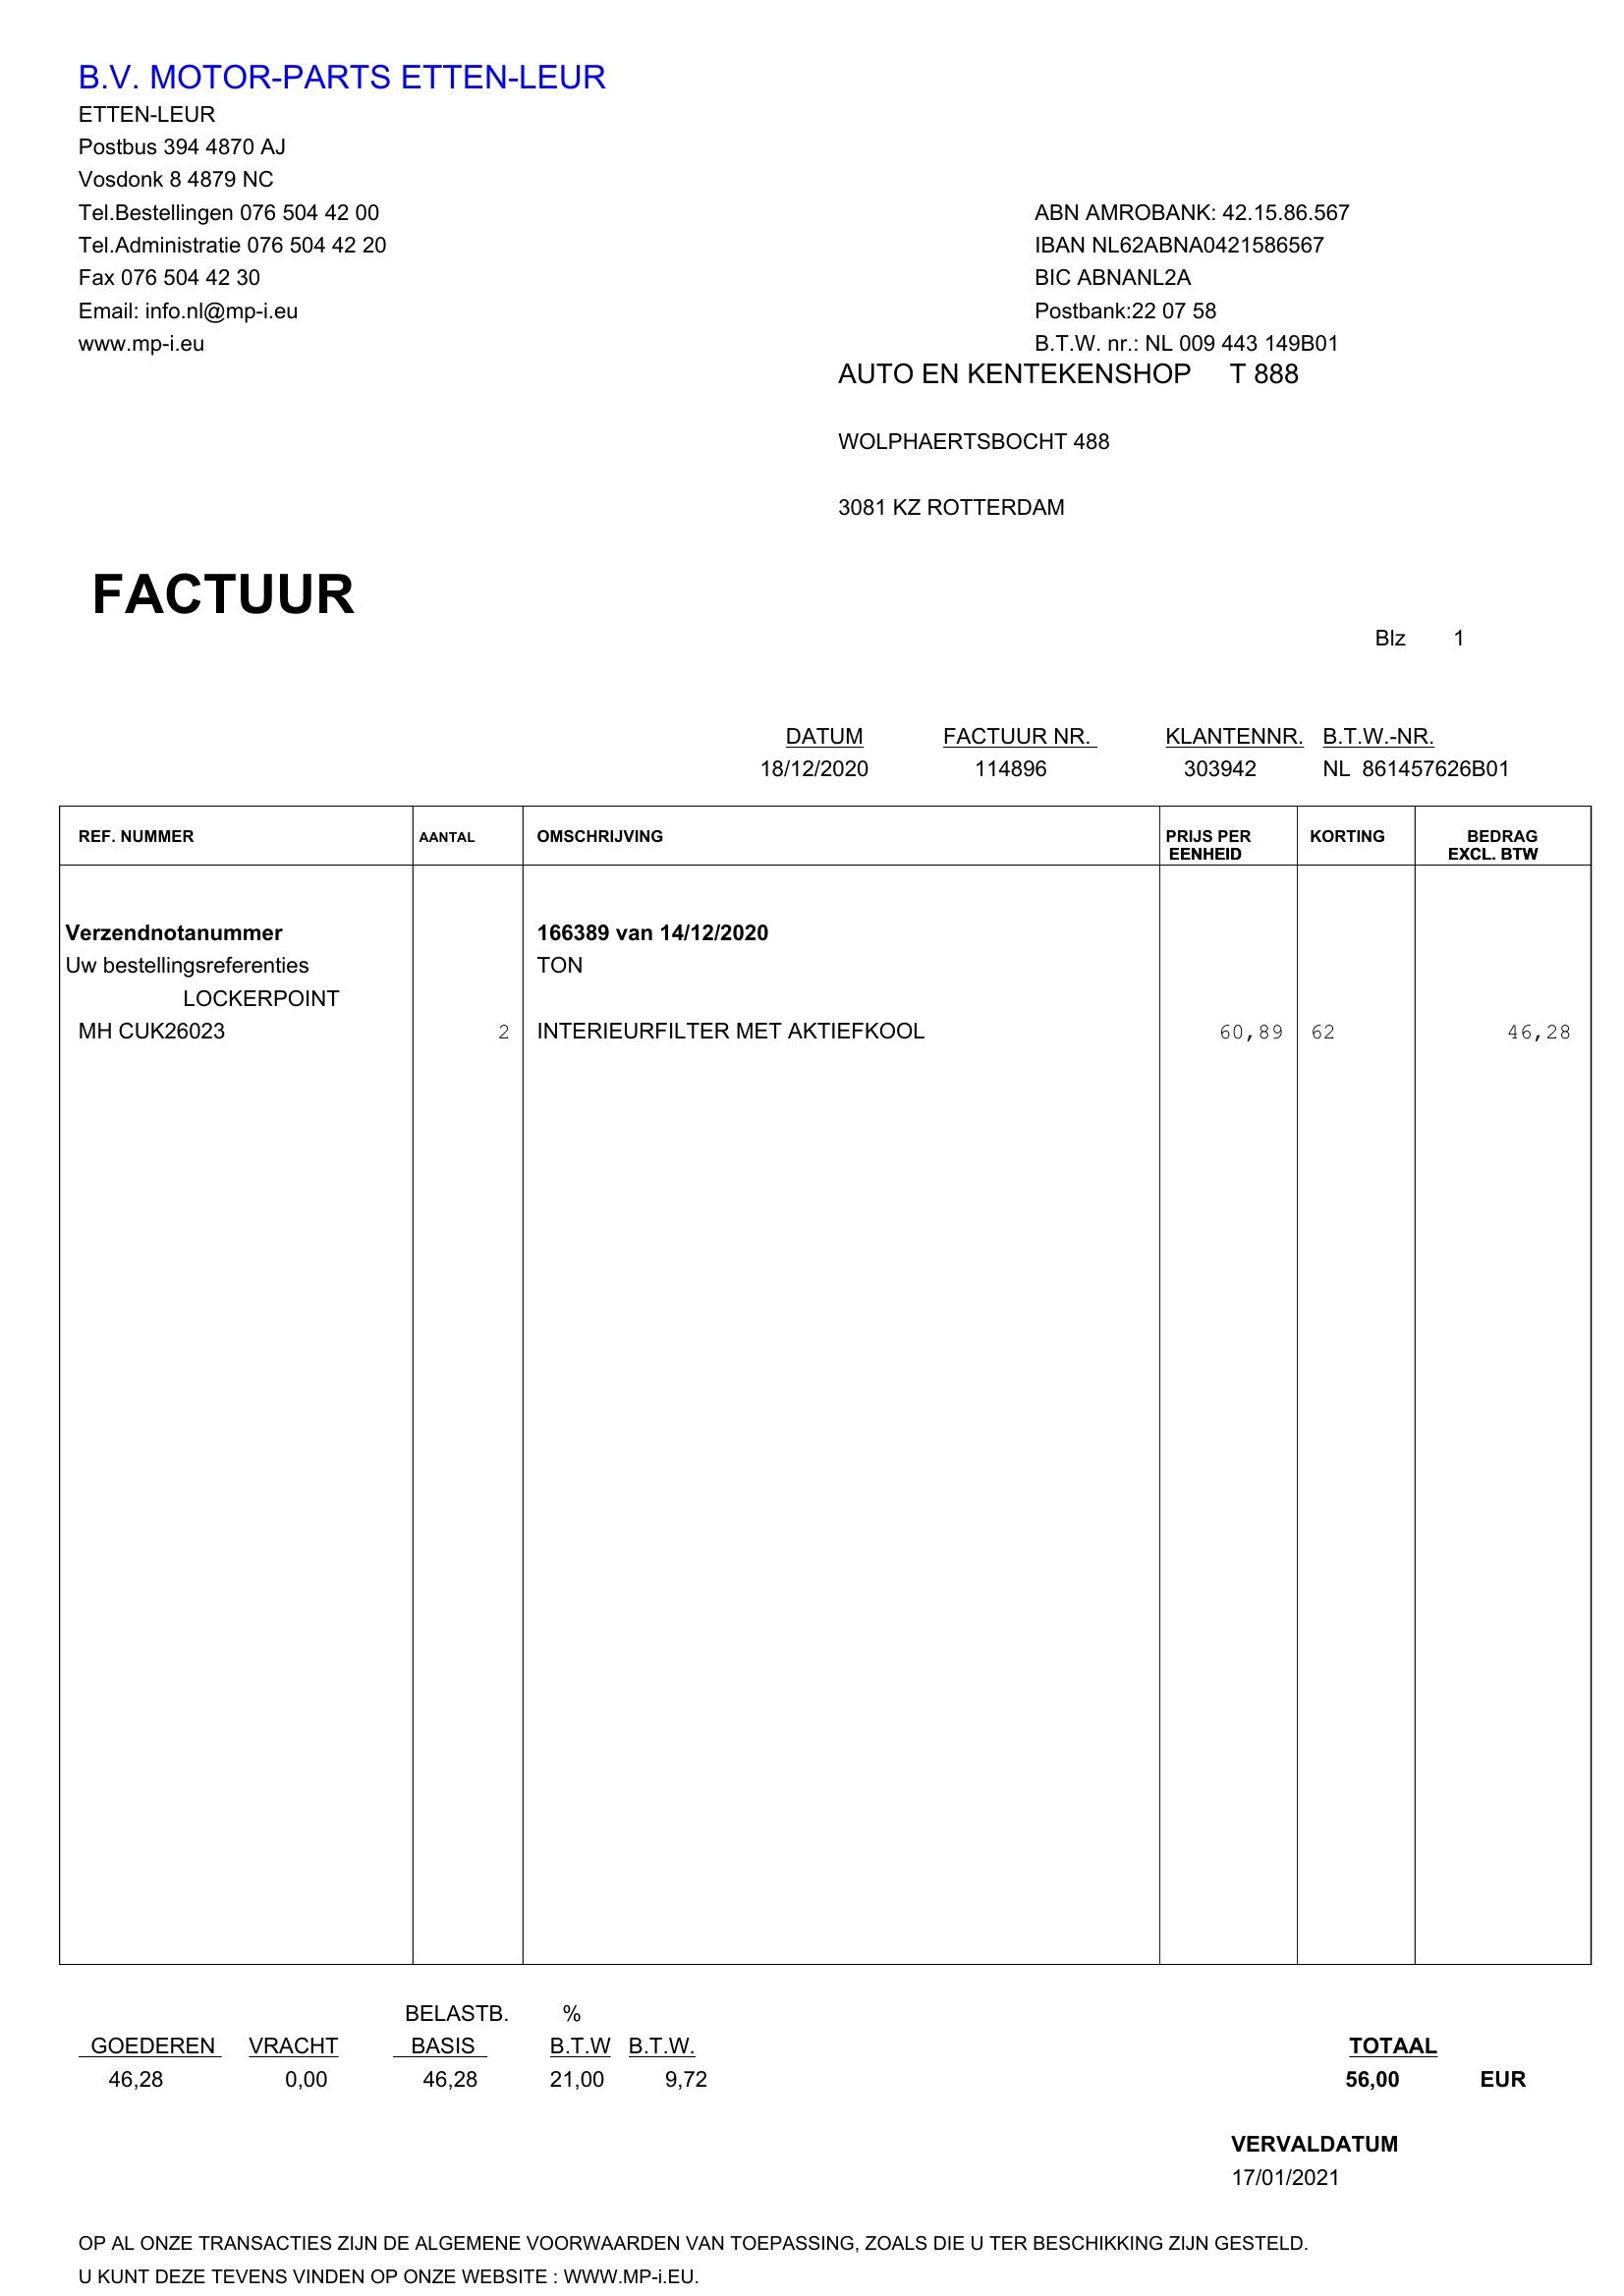 B.V. MOTOR-PARTS ETTEN-LEUR
ETTEN-LEUR
Postbus 394 4870 AJ
Vosdonk 8 4879 NC
Tel.Bestellingen 076 504 42 00
Tel.Administratie 076 504 42 20
Fax 076 504 42 30
Email: info.nl@mp-i.eu
www.mp-i.eu
ABN AMROBANK: 42.15.86.567
IBAN NL62ABNA0421586567
BIC ABNANL2A
Postbank:22 07 58
B.T.W. nr.: NL 009 443 149B01
AUTO EN KENTEKENSHOP T 888
WOLPHAERTSBOCHT 488
3081 KZ ROTTERDAM
FACTUUR
Blz 1
DATUM FACTUUR NR. KLANTENNR. B.T.W.-NR.
18/12/2020 114896 303942 NL 861457626B01
REF. NUMMER AANTAL OMSCHRIJVING PRIJS PER KORTING BEDRAG
EENHEID EXCL. BTW
Verzendnotanummer 166389 van 14/12/2020
Uw bestellingsreferenties TON
LOCKERPOINT
MH CUK26023 2 INTERIEURFILTER MET AKTIEFKOOL 60,89 62 46,28
BELASTB. %
GOEDEREN VRACHT BASIS B.T.W B.T.W. TOTAAL
46,28 0,00 46,28 21,00 9,72 56,00 EUR
VERVALDATUM
17/01/2021
OP AL ONZE TRANSACTIES ZIJN DE ALGEMENE VOORWAARDEN VAN TOEPASSING, ZOALS DIE U TER BESCHIKKING ZIJN GESTELD.
U KUNT DEZE TEVENS VINDEN OP ONZE WEBSITE : WWW.MP-i.EU.